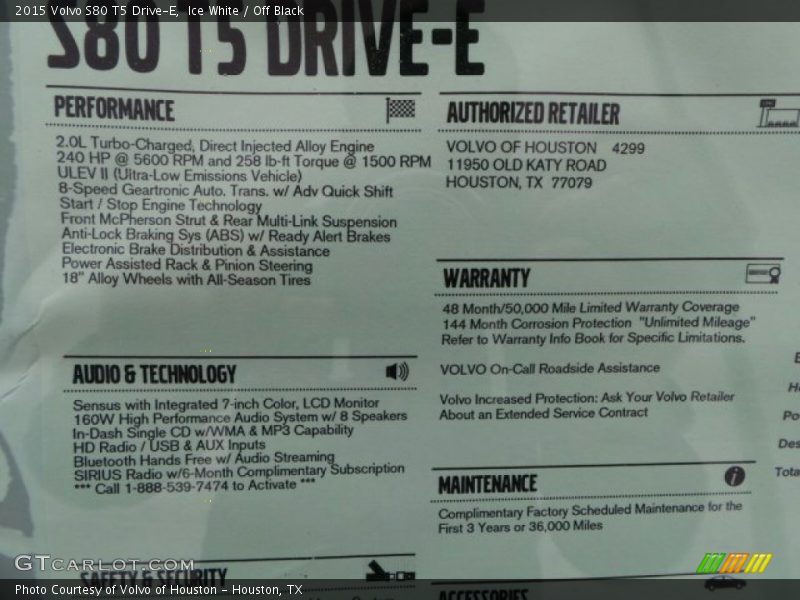 2015 Volvo S80 T5 Drive-E,  Ice White / Off Black
S80 T5 DRIVE-E
PERFORMANCE
2.0L Turbo-Charged, Direct Injected Alloy Engine
240 HP @ 5600 RPM and 258 lb-ft Torque @ 1500 RPM
ULEV II (Ultra-Low Emissions Vehicle)
8-Speed Geartronic Auto. Trans. w/ Adv Quick Shift
Start / Stop Engine Technology
Front McPherson Strut & Rear Multi-Link Suspension
Anti-Lock Braking Sys (ABS) w/ Ready Alert Brakes
Electronic Brake Distribution & Assistance
Power Assisted Rack & Pinion Steering
18" Alloy Wheels with All-Season Tires
AUDIO & TECHNOLOGY
Sensus with Integrated 7-inch Color, LCD Monitor
160W High Performance Audio System w/ 8 Speakers
In-Dash Single CD w/WMA & MP3 Capability
HD Radio / USB & AUX Inputs
Bluetooth Hands Free w/ Audio Streaming
SIRIUS Radio w/6-Month Complimentary Subscription
*** Call 1-888-539-7474 to Activate ***
SAFETY & SECURITY
AUTHORIZED RETAILER
VOLVO OF HOUSTON   4299
11950 OLD KATY ROAD
HOUSTON, TX  77079
WARRANTY
48 Month/50,000 Mile Limited Warranty Coverage
144 Month Corrosion Protection  "Unlimited Mileage"
Refer to Warranty Info Book for Specific Limitations.
VOLVO On-Call Roadside Assistance
Volvo Increased Protection: Ask Your Volvo Retailer
About an Extended Service Contract
MAINTENANCE
Complimentary Factory Scheduled Maintenance for the
First 3 Years or 36,000 Miles
ACCESSORIES
Po
Des
Tota
GTcarlot.com
Photo Courtesy of Volvo of Houston - Houston, TX